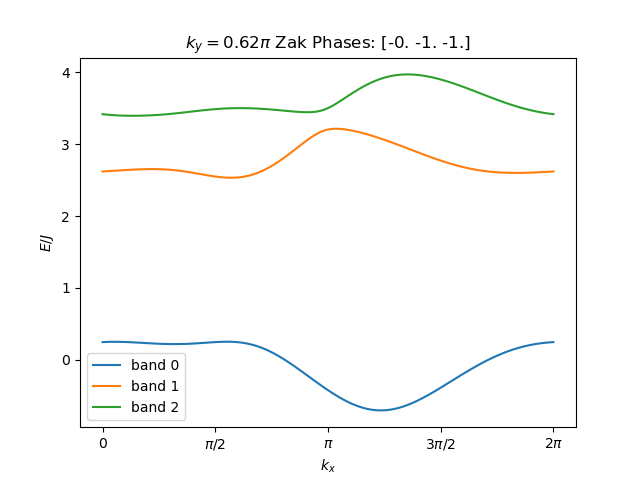 k_y = 0.62π Zak Phases: [-0. -1. -1.]
4
3
2
1
0
E/J
band 0
band 1
band 2
0 π/2 π 3π/2 2π
k_x